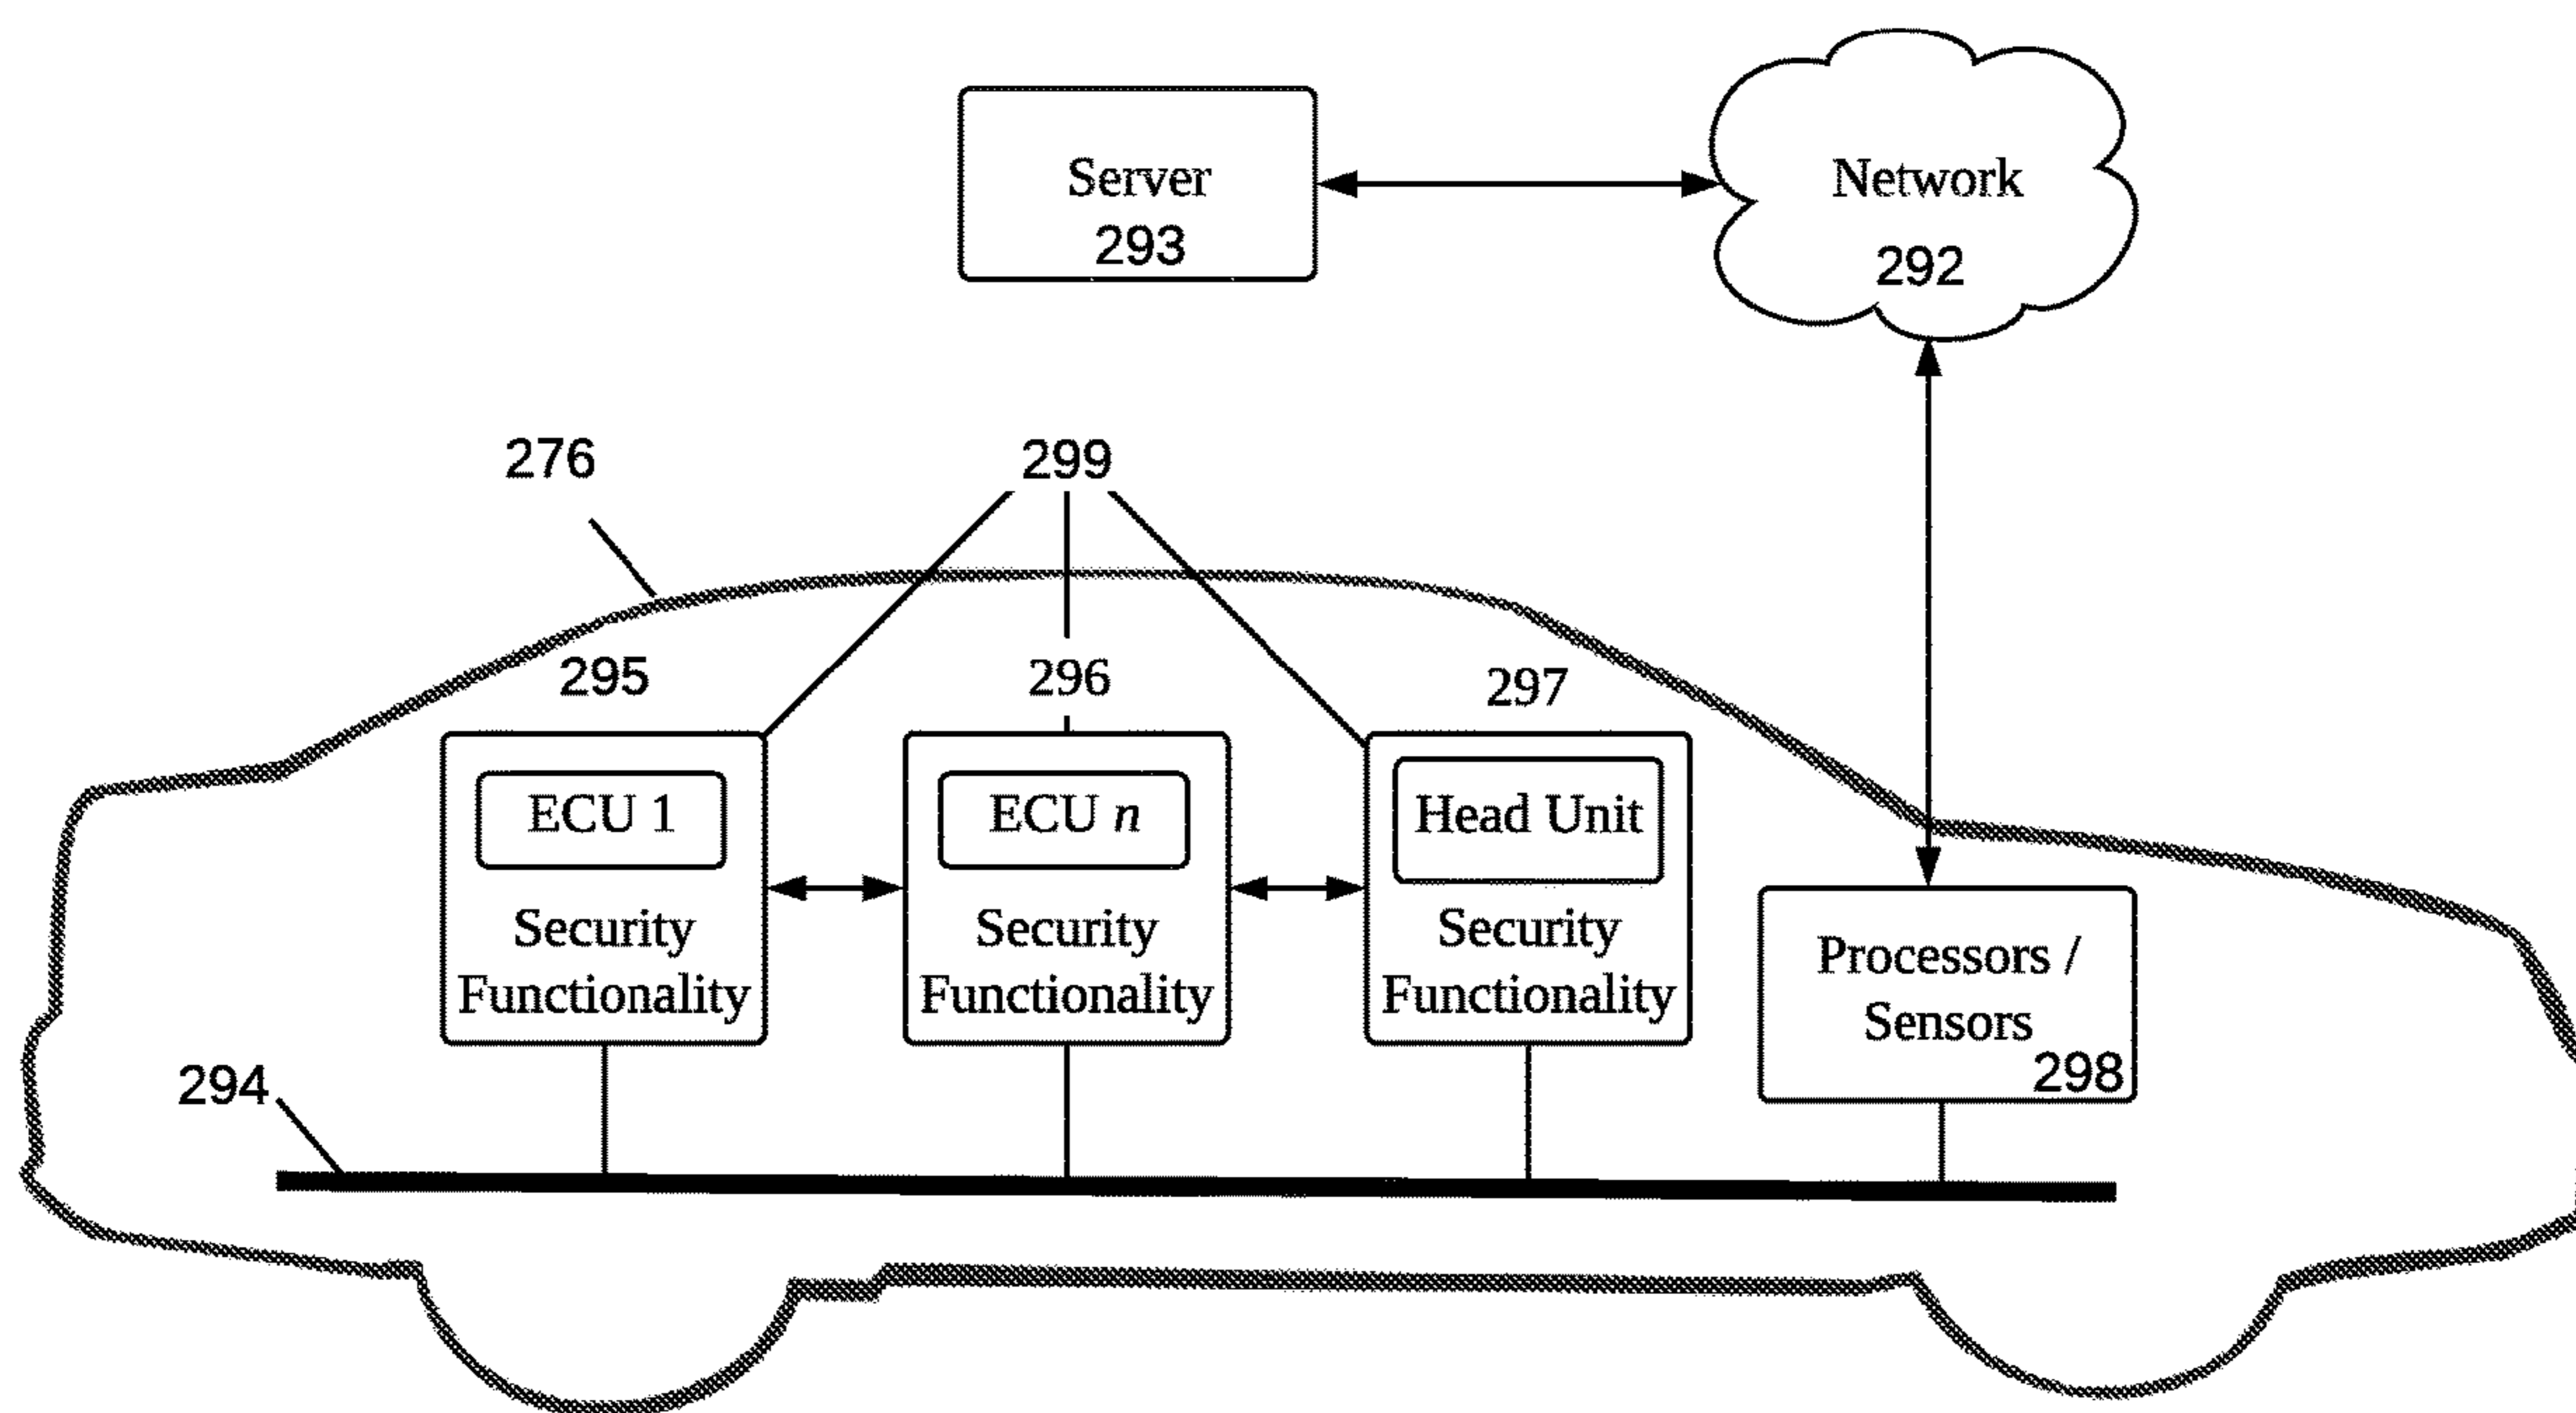 Server
293
Network
292
276
299
295
296
297
ECU 1
Security
Functionality
ECU n
Security
Functionality
Head Unit
Security
Functionality
Processors /
Sensors
298
294